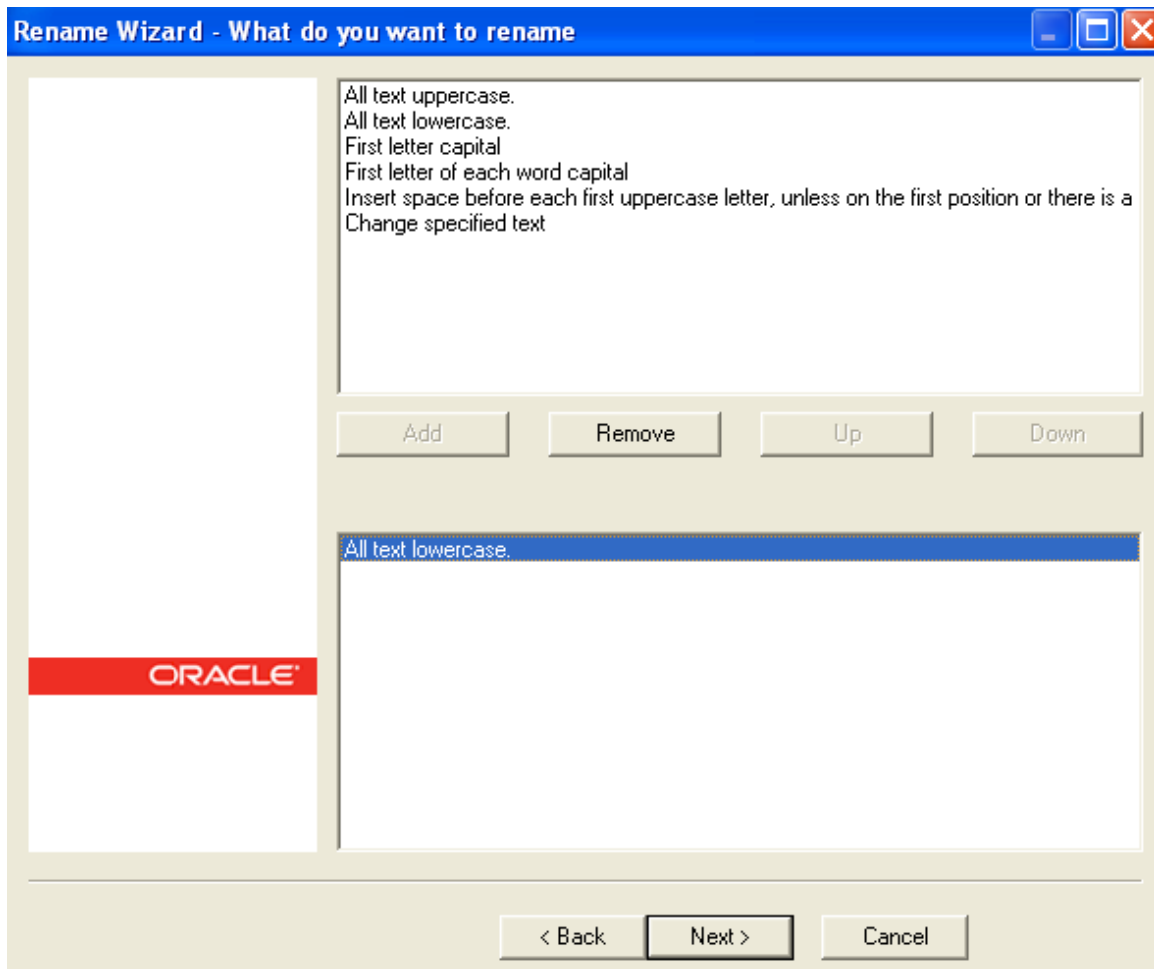 Rename Wizard - What do you want to rename
All text uppercase.
All text lowercase.
First letter capital
First letter of each word capital
Insert space before each first uppercase letter, unless on the first position or there is a
Change specified text
Add Remove Up Down
All text lowercase.
ORACLE
< Back Next > Cancel